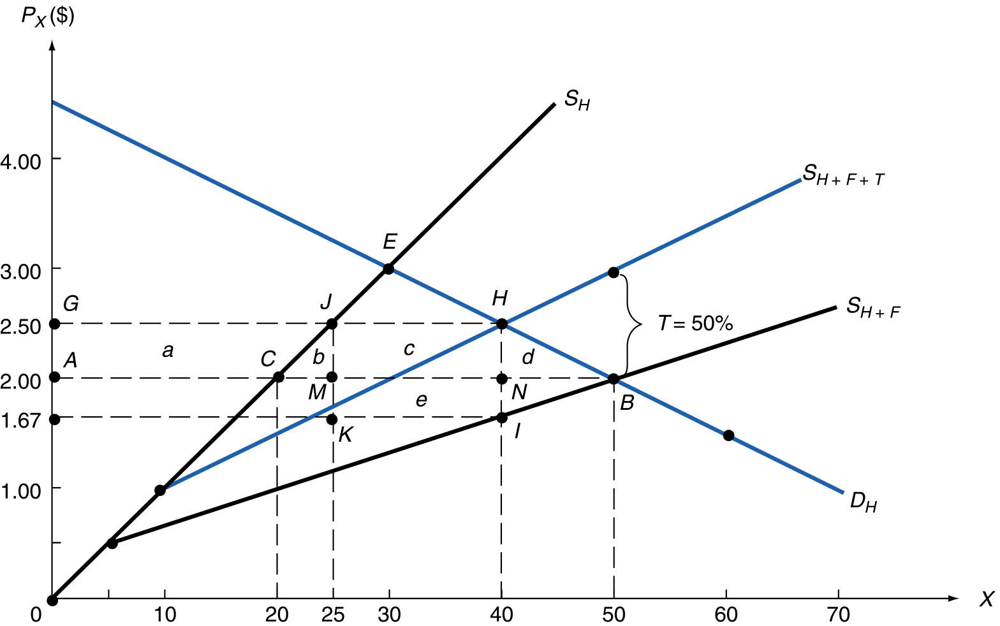 P_X ($)
S_H
4.00
S_{H + F + T}
E
3.00
G
J
H
S_{H + F}
2.50
T = 50%
a
A
C
b
c
d
2.00
M
N
B
e
1.67
K
I
1.00
D_H
0
10
20
25
30
40
50
60
70
X